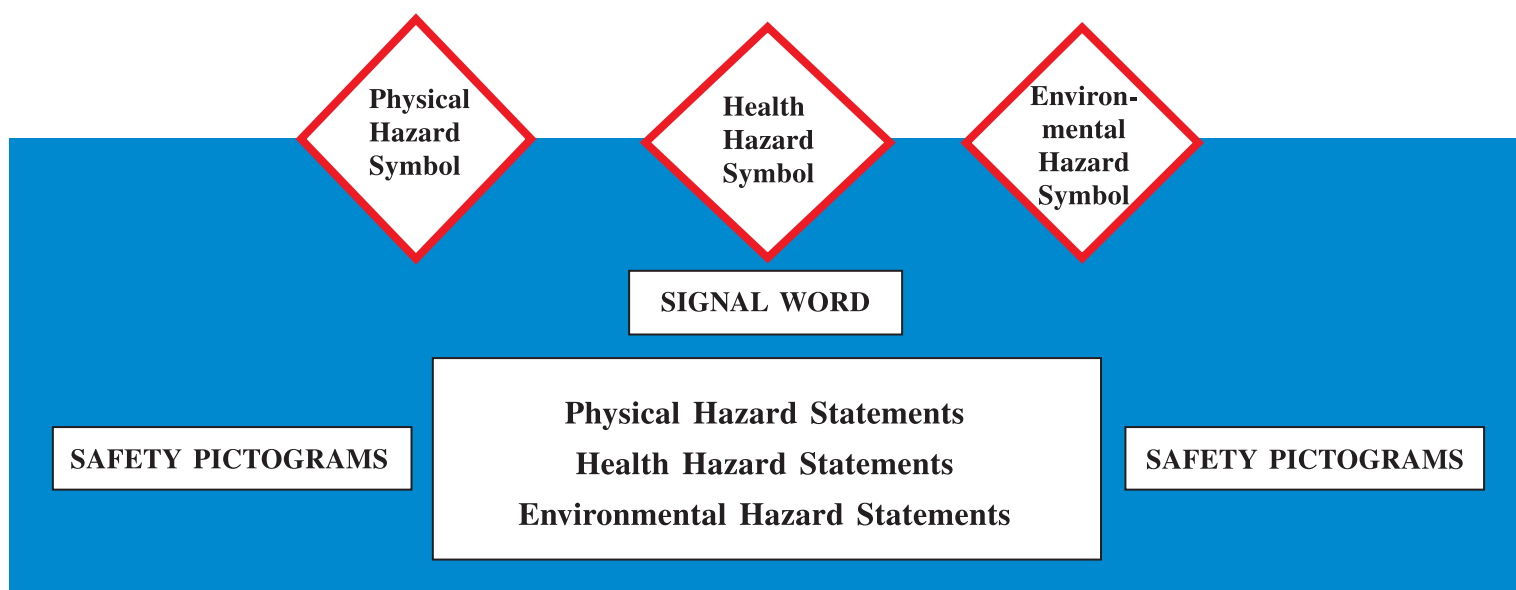 Physical
Hazard
Symbol
Health
Hazard
Symbol
Environ-
mental
Hazard
Symbol
SIGNAL WORD
SAFETY PICTOGRAMS
Physical Hazard Statements
Health Hazard Statements
Environmental Hazard Statements
SAFETY PICTOGRAMS